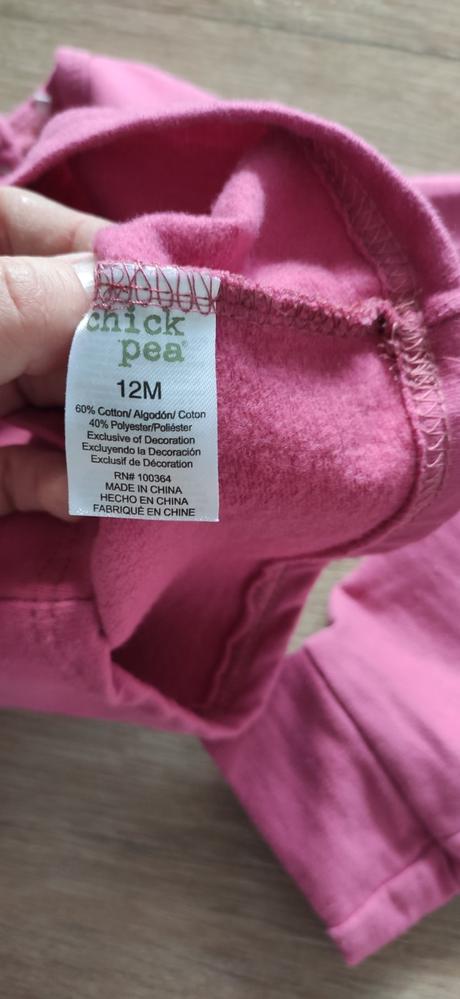 chick
pea
12M
60% Cotton/ Algodón/ Coton
40% Polyester/Poliéster
Exclusive of Decoration
Excluyendo la Decoración
Exclusif de Décoration
RN# 100364
MADE IN CHINA
HECHO EN CHINA
FABRIQUÉ EN CHINE